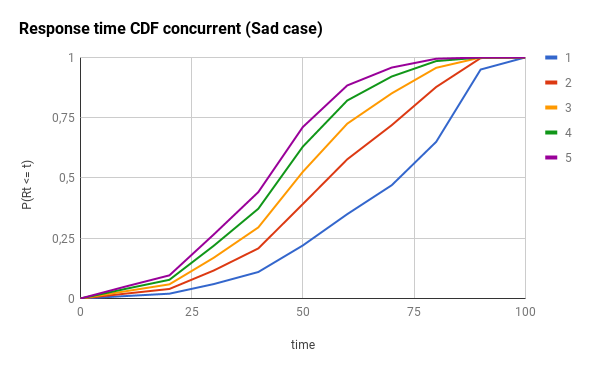 Response time CDF concurrent (Sad case)
1
0,75
0,5
0,25
0
P(Rt <= t)
0 25 50 75 100
time
1
2
3
4
5